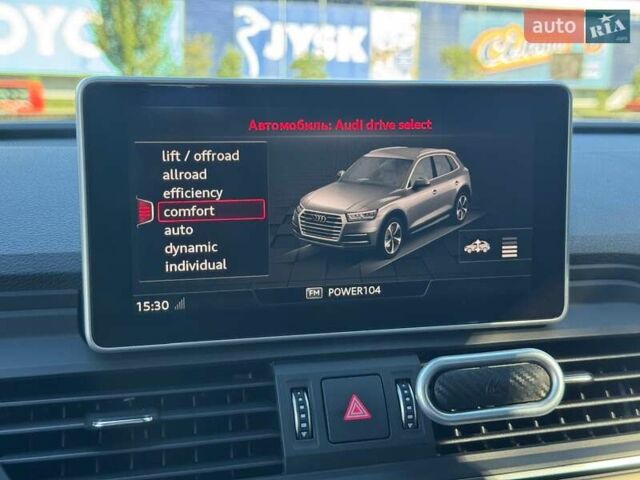 JYSK
auto RIA
Автомобиль: Audi drive select
lift / offroad
allroad
efficiency
comfort
auto
dynamic
individual
FM POWER104
15:30